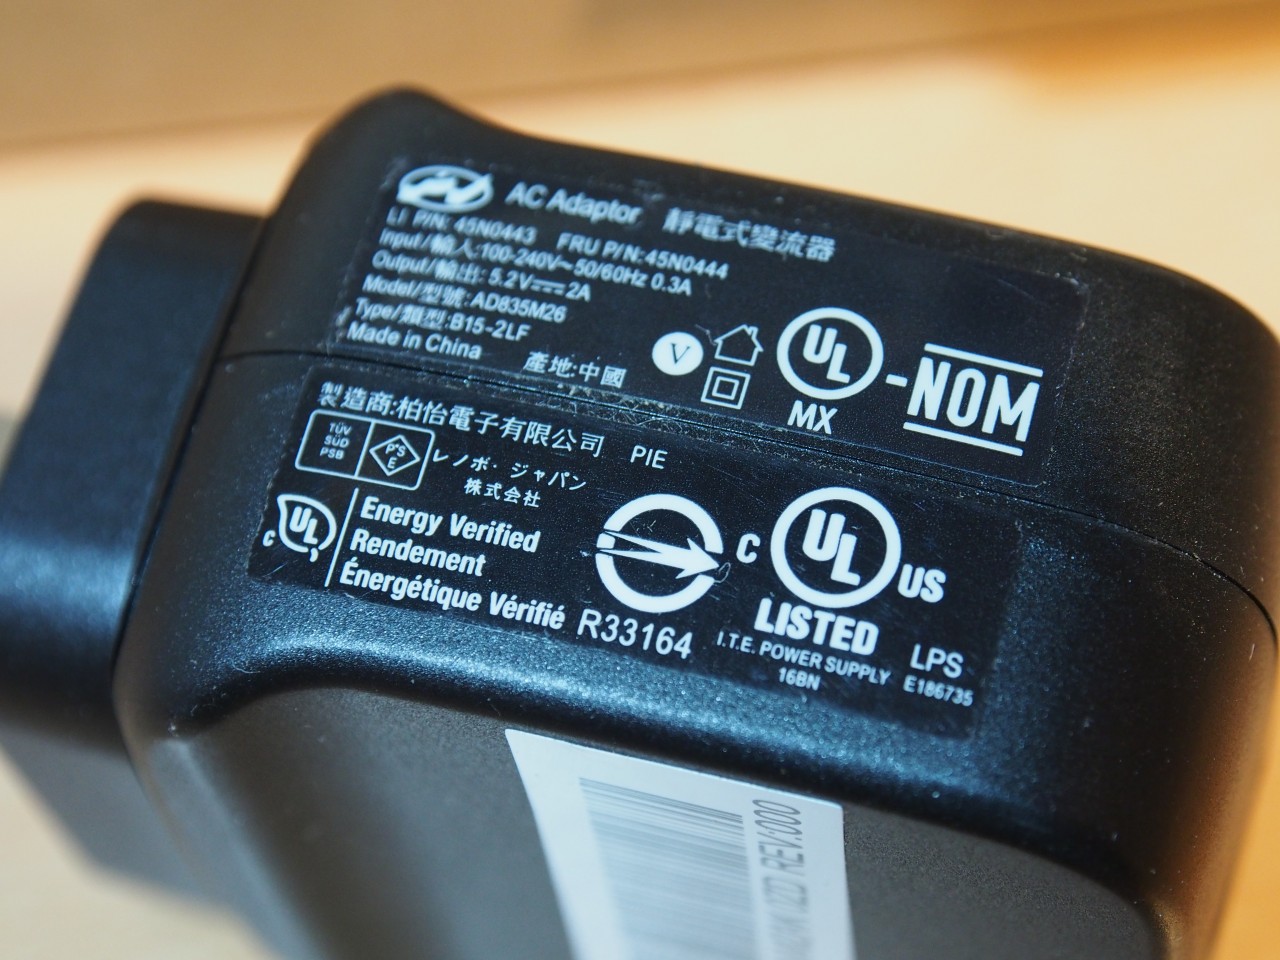 AC Adaptor 靜電式變流器
LI P/N: 45N0443 FRU P/N:45N0444
Input/輸入:100-240V~50/60Hz 0.3A
Output/輸出: 5.2V⎓2A
Model/型號: AD835M26
Type/類型:B15-2LF
Made in China 產地:中國
V
UL
MX
-NOM
製造商:柏怡電子有限公司 PIE
TÜV
SÜD
PSB
PS
E
レノボ・ジャパン
株式会社
c UL
Energy Verified
Rendement
Énergétique Vérifié
R33164
C UL US
LISTED
I.T.E. POWER SUPPLY
16BN
LPS
E186735
REV:000